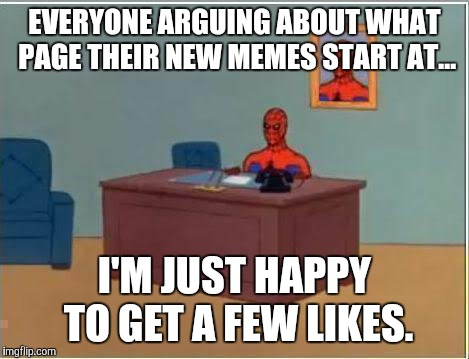 EVERYONE ARGUING ABOUT WHAT
PAGE THEIR NEW MEMES START AT...
I'M JUST HAPPY
TO GET A FEW LIKES.
imgflip.com